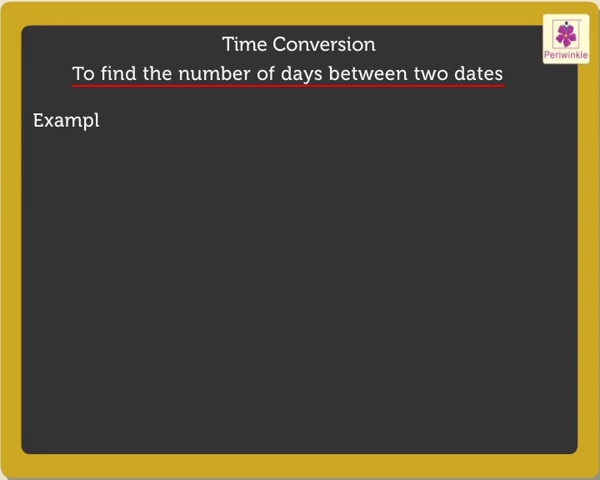 Time Conversion
Periwinkle
To find the number of days between two dates
Exampl